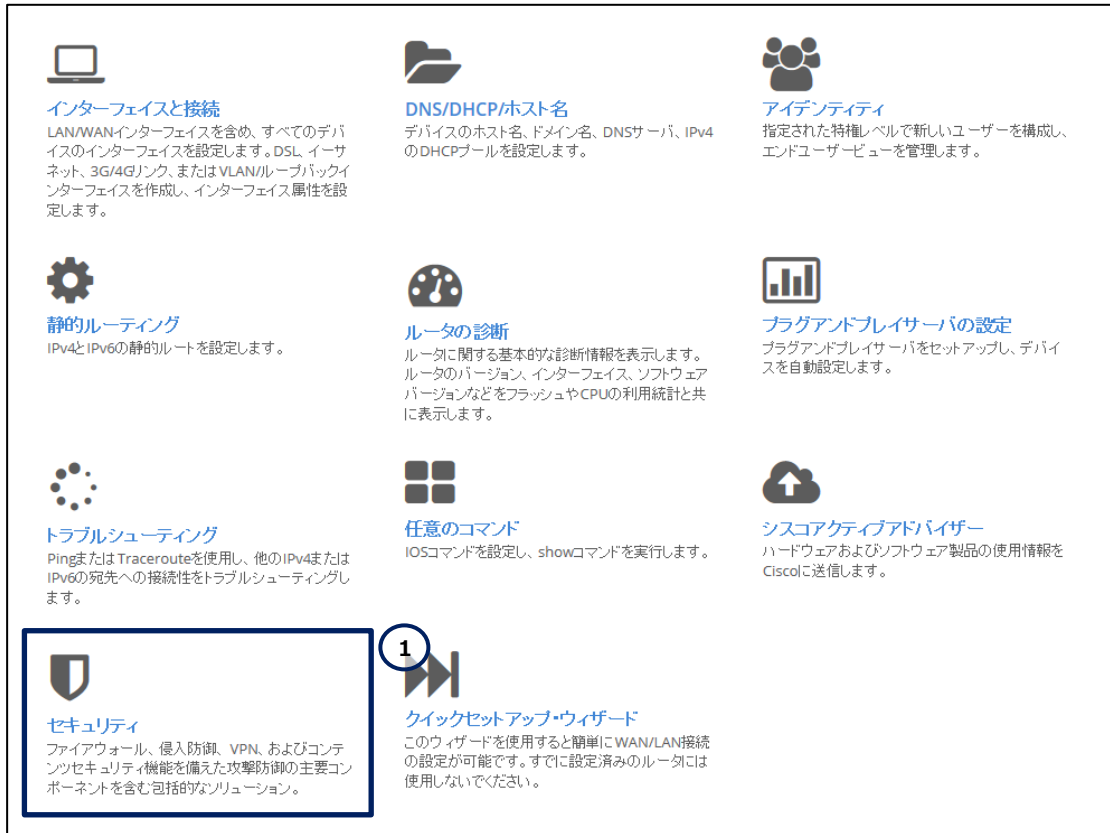 インターフェイスと接続
LAN/WANインターフェイスを含め、すべてのデバ
イスのインターフェイスを設定します。DSL、イーサ
ネット、3G/4Gリンク、またはVLAN/ループバックイ
ンターフェイスを作成し、インターフェイス属性を設
定します。
DNS/DHCP/ホスト名
デバイスのホスト名、ドメイン名、DNSサーバ、IPv4
のDHCPプールを設定します。
アイデンティティ
指定された特権レベルで新しいユーザーを構成し、
エンドユーザービューを管理します。
静的ルーティング
IPv4とIPv6の静的ルートを設定します。
ルータの診断
ルータに関する基本的な診断情報を表示します。
ルータのバージョン、インターフェイス、ソフトウェア
バージョンなどをフラッシュやCPUの利用統計と共
に表示します。
プラグアンドプレイサーバの設定
プラグアンドプレイサーバをセットアップし、デバイ
スを自動設定します。
トラブルシューティング
PingまたはTracerouteを使用し、他のIPv4または
IPv6の宛先への接続性をトラブルシューティングし
ます。
任意のコマンド
IOSコマンドを設定し、showコマンドを実行します。
シスコアクティブアドバイザー
ハードウェアおよびソフトウェア製品の使用情報を
Ciscoに送信します。
1
セキュリティ
ファイアウォール、侵入防御、VPN、およびコンテ
ンツセキュリティ機能を備えた攻撃防御の主要コン
ポーネントを含む包括的なソリューション。
クイックセットアップ・ウィザード
このウィザードを使用すると簡単にWAN/LAN接続
の設定が可能です。すでに設定済みのルータには
使用しないでください。